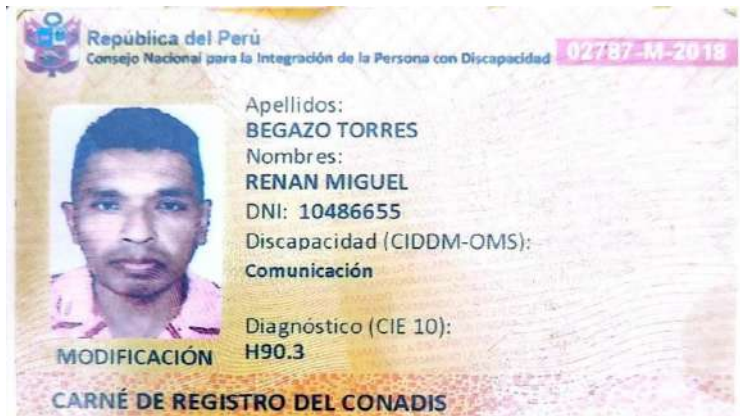 República del Perú
Consejo Nacional para la Integración de la Persona con Discapacidad
02787-M-2018
Apellidos:
BEGAZO TORRES
Nombres:
RENAN MIGUEL
DNI: 10486655
Discapacidad (CIDDM-OMS):
Comunicación
Diagnóstico (CIE 10):
H90.3
MODIFICACIÓN
CARNÉ DE REGISTRO DEL CONADIS